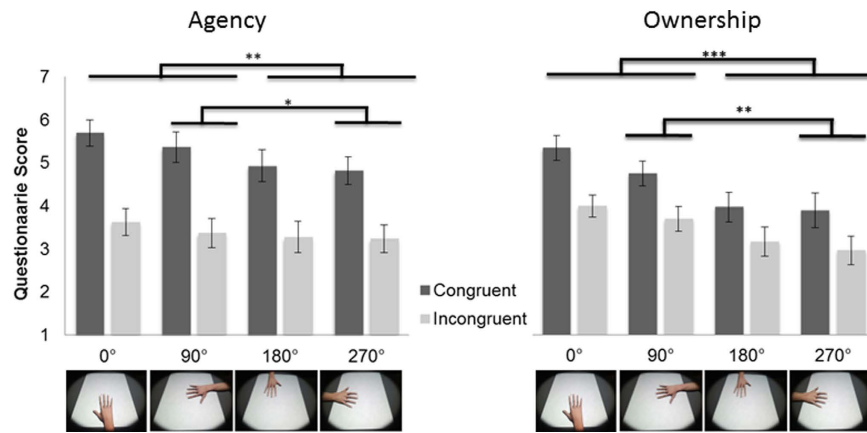 Agency
Ownership
**
***
7
*
**
6
5
4
3
2
1
Questionaarie Score
Congruent
Incongruent
0° 90° 180° 270°
0° 90° 180° 270°